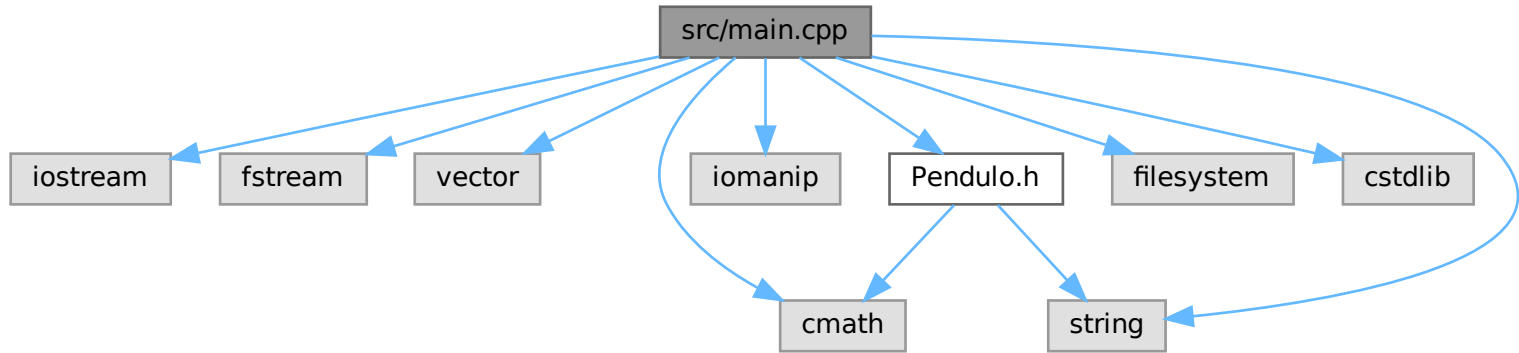 src/main.cpp
iostream
fstream
vector
iomanip
Pendulo.h
filesystem
cstdlib
cmath
string